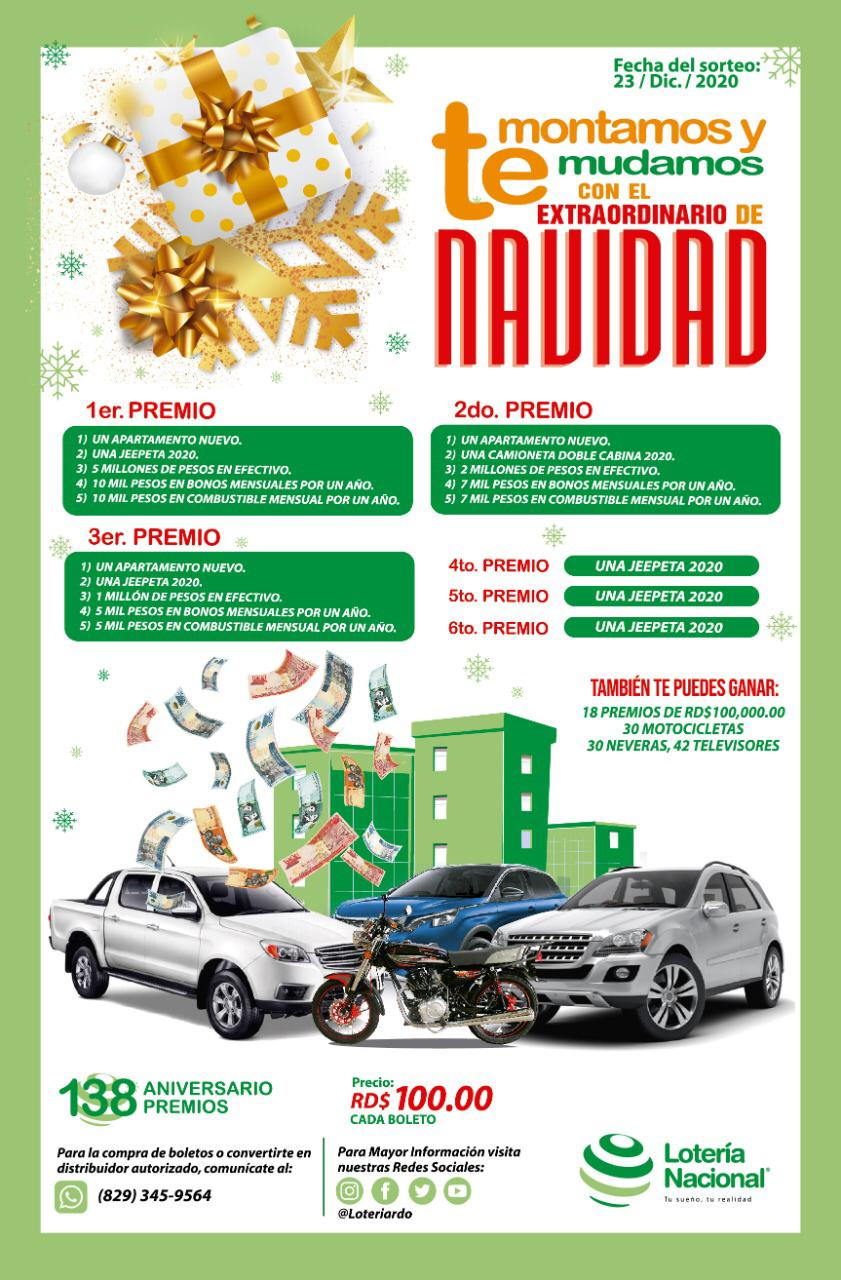 Fecha del sorteo:
23 / Dic. / 2020
te montamos y
mudamos
CON EL
EXTRAORDINARIO DE
NAVIDAD
1er. PREMIO
1) UN APARTAMENTO NUEVO.
2) UNA JEEPETA 2020.
3) 5 MILLONES DE PESOS EN EFECTIVO.
4) 10 MIL PESOS EN BONOS MENSUALES POR UN AÑO.
5) 10 MIL PESOS EN COMBUSTIBLE MENSUAL POR UN AÑO.
2do. PREMIO
1) UN APARTAMENTO NUEVO.
2) UNA CAMIONETA DOBLE CABINA 2020.
3) 2 MILLONES DE PESOS EN EFECTIVO.
4) 7 MIL PESOS EN BONOS MENSUALES POR UN AÑO.
5) 7 MIL PESOS EN COMBUSTIBLE MENSUAL POR UN AÑO.
3er. PREMIO
1) UN APARTAMENTO NUEVO.
2) UNA JEEPETA 2020.
3) 1 MILLÓN DE PESOS EN EFECTIVO.
4) 5 MIL PESOS EN BONOS MENSUALES POR UN AÑO.
5) 5 MIL PESOS EN COMBUSTIBLE MENSUAL POR UN AÑO.
4to. PREMIO UNA JEEPETA 2020
5to. PREMIO UNA JEEPETA 2020
6to. PREMIO UNA JEEPETA 2020
TAMBIÉN TE PUEDES GANAR:
18 PREMIOS DE RD$100,000.00
30 MOTOCICLETAS
30 NEVERAS, 42 TELEVISORES
138 ANIVERSARIO
PREMIOS
Precio:
RD$ 100.00
CADA BOLETO
Para la compra de boletos o convertirte en
distribuidor autorizado, comunícate al:
(829) 345-9564
Para Mayor Información visita
nuestras Redes Sociales:
@Loteriardo
Lotería
Nacional®
Tu sueño, tu realidad